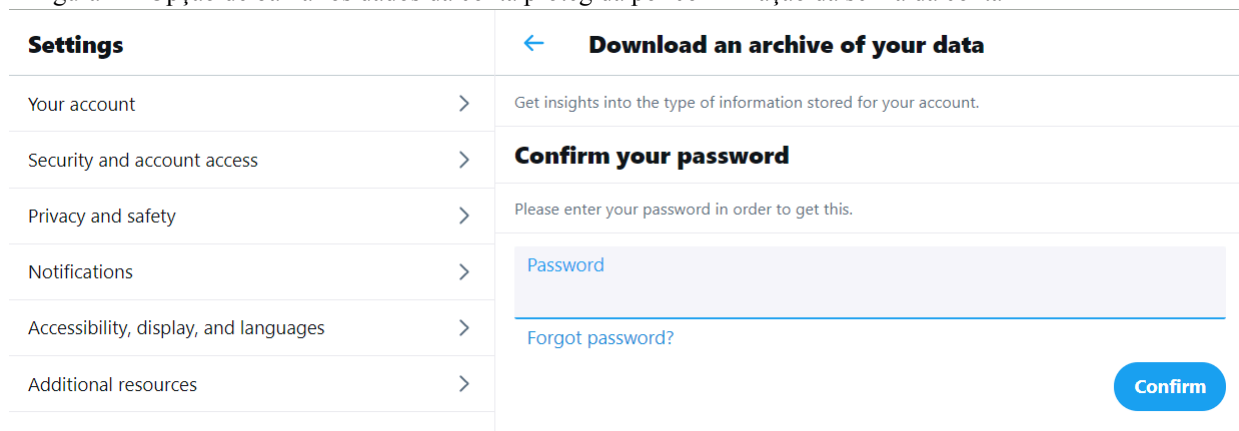 Settings
Your account
Security and account access
Privacy and safety
Notifications
Accessibility, display, and languages
Additional resources
Download an archive of your data
Get insights into the type of information stored for your account.
Confirm your password
Please enter your password in order to get this.
Password
Forgot password?
Confirm